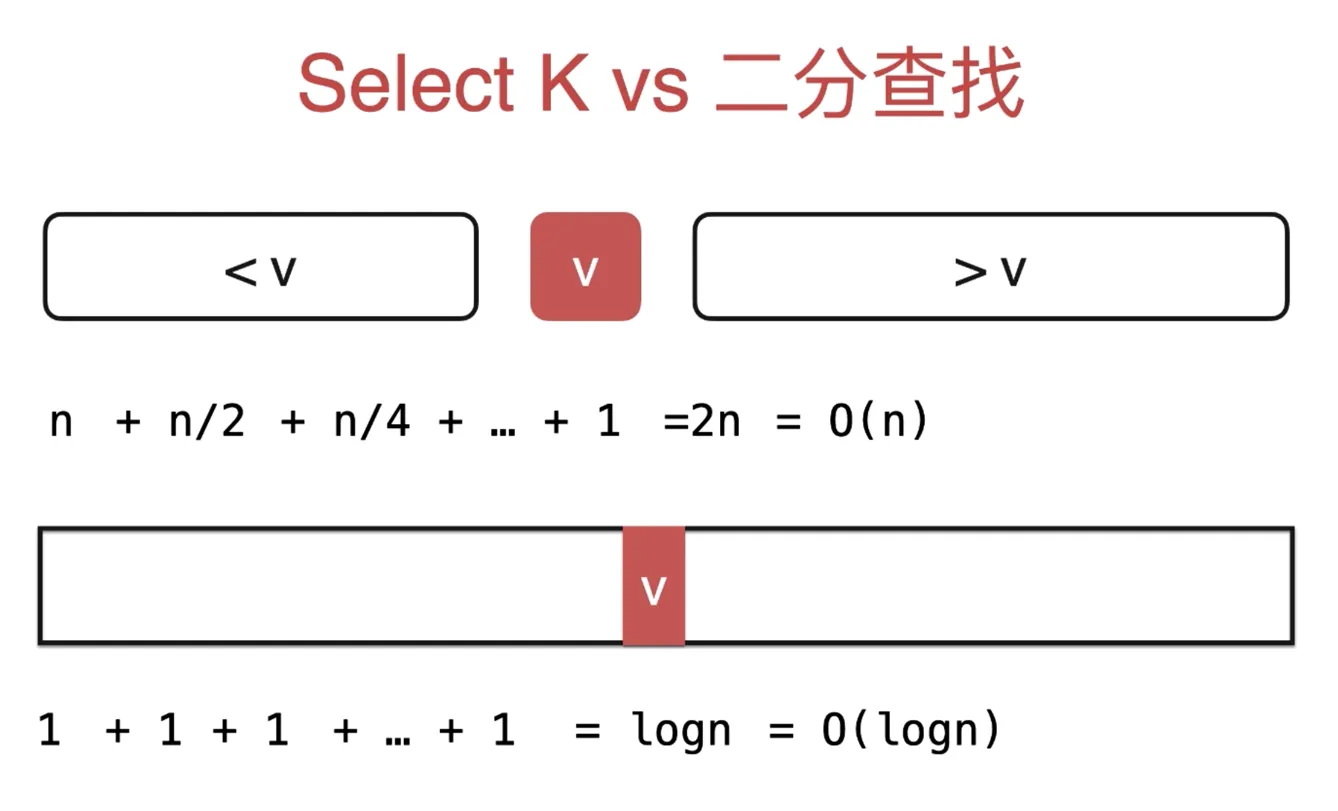 Select K vs 二分查找
< v
v
> v
n + n/2 + n/4 + … + 1 =2n = O(n)
v
1 + 1 + 1 + … + 1 = logn = O(logn)